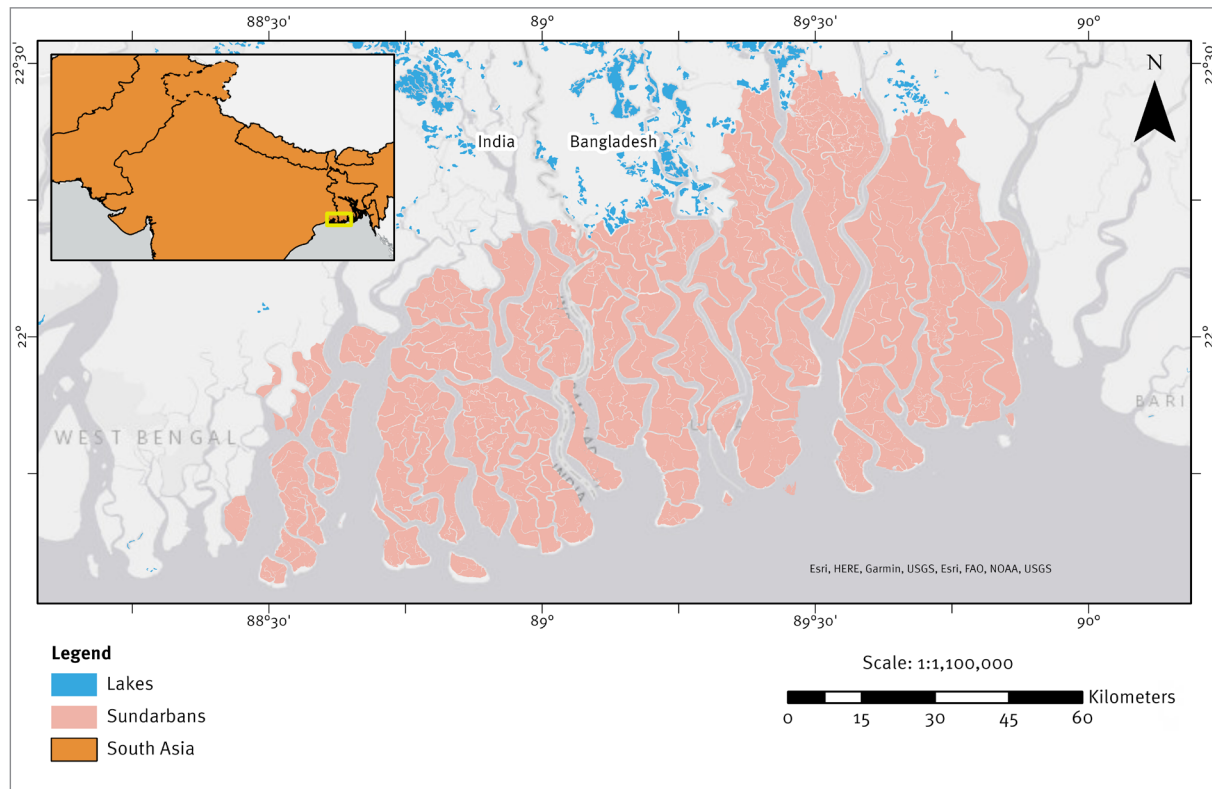 88°30' 89° 89°30' 90°
22°30' 22°30'
N
India Bangladesh
22° 22°
BARI
WEST BENGAL
INDIA
Esri, HERE, Garmin, USGS, Esri, FAO, NOAA, USGS
88°30' 89° 89°30' 90°
Legend
Lakes
Sundarbans
South Asia
Scale: 1:1,100,000
Kilometers
0 15 30 45 60